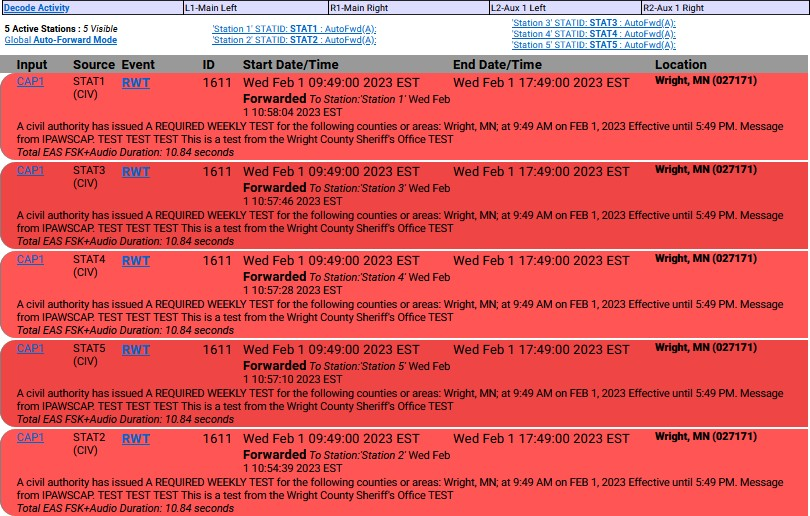 Decode Activity L1-Main Left R1-Main Right L2-Aux 1 Left R2-Aux 1 Right
5 Active Stations : 5 Visible
Global Auto-Forward Mode
'Station 1' STATID: STAT1 : AutoFwd(A):
'Station 2' STATID: STAT2 : AutoFwd(A):
'Station 3' STATID: STAT3 : AutoFwd(A):
'Station 4' STATID: STAT4 : AutoFwd(A):
'Station 5' STATID: STAT5 : AutoFwd(A):
Input Source Event ID Start Date/Time End Date/Time Location
CAP1 STAT1 RWT 1611 Wed Feb 1 09:49:00 2023 EST Wed Feb 1 17:49:00 2023 EST Wright, MN (027171)
(CIV) Forwarded To Station:'Station 1' Wed Feb
1 10:58:04 2023 EST
A civil authority has issued A REQUIRED WEEKLY TEST for the following counties or areas: Wright, MN; at 9:49 AM on FEB 1, 2023 Effective until 5:49 PM. Message
from IPAWSCAP. TEST TEST TEST This is a test from the Wright County Sheriff's Office TEST
Total EAS FSK+Audio Duration: 10.84 seconds
CAP1 STAT3 RWT 1611 Wed Feb 1 09:49:00 2023 EST Wed Feb 1 17:49:00 2023 EST Wright, MN (027171)
(CIV) Forwarded To Station:'Station 3' Wed Feb
1 10:57:46 2023 EST
A civil authority has issued A REQUIRED WEEKLY TEST for the following counties or areas: Wright, MN; at 9:49 AM on FEB 1, 2023 Effective until 5:49 PM. Message
from IPAWSCAP. TEST TEST TEST This is a test from the Wright County Sheriff's Office TEST
Total EAS FSK+Audio Duration: 10.84 seconds
CAP1 STAT4 RWT 1611 Wed Feb 1 09:49:00 2023 EST Wed Feb 1 17:49:00 2023 EST Wright, MN (027171)
(CIV) Forwarded To Station:'Station 4' Wed Feb
1 10:57:28 2023 EST
A civil authority has issued A REQUIRED WEEKLY TEST for the following counties or areas: Wright, MN; at 9:49 AM on FEB 1, 2023 Effective until 5:49 PM. Message
from IPAWSCAP. TEST TEST TEST This is a test from the Wright County Sheriff's Office TEST
Total EAS FSK+Audio Duration: 10.84 seconds
CAP1 STAT5 RWT 1611 Wed Feb 1 09:49:00 2023 EST Wed Feb 1 17:49:00 2023 EST Wright, MN (027171)
(CIV) Forwarded To Station:'Station 5' Wed Feb
1 10:57:10 2023 EST
A civil authority has issued A REQUIRED WEEKLY TEST for the following counties or areas: Wright, MN; at 9:49 AM on FEB 1, 2023 Effective until 5:49 PM. Message
from IPAWSCAP. TEST TEST TEST This is a test from the Wright County Sheriff's Office TEST
Total EAS FSK+Audio Duration: 10.84 seconds
CAP1 STAT2 RWT 1611 Wed Feb 1 09:49:00 2023 EST Wed Feb 1 17:49:00 2023 EST Wright, MN (027171)
(CIV) Forwarded To Station:'Station 2' Wed Feb
1 10:54:39 2023 EST
A civil authority has issued A REQUIRED WEEKLY TEST for the following counties or areas: Wright, MN; at 9:49 AM on FEB 1, 2023 Effective until 5:49 PM. Message
from IPAWSCAP. TEST TEST TEST This is a test from the Wright County Sheriff's Office TEST
Total EAS FSK+Audio Duration: 10.84 seconds